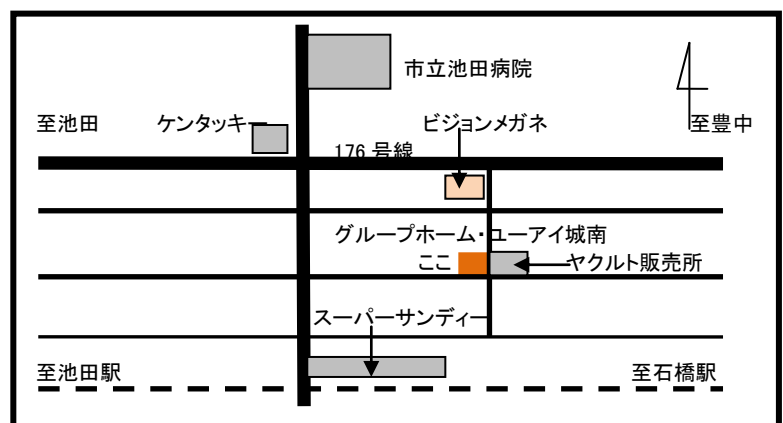 市立池田病院
至池田
ケンタッキー
ビジョンメガネ
至豊中
176 号線
グループホーム・ユーアイ城南
ここ
ヤクルト販売所
スーパーサンディー
至池田駅
至石橋駅